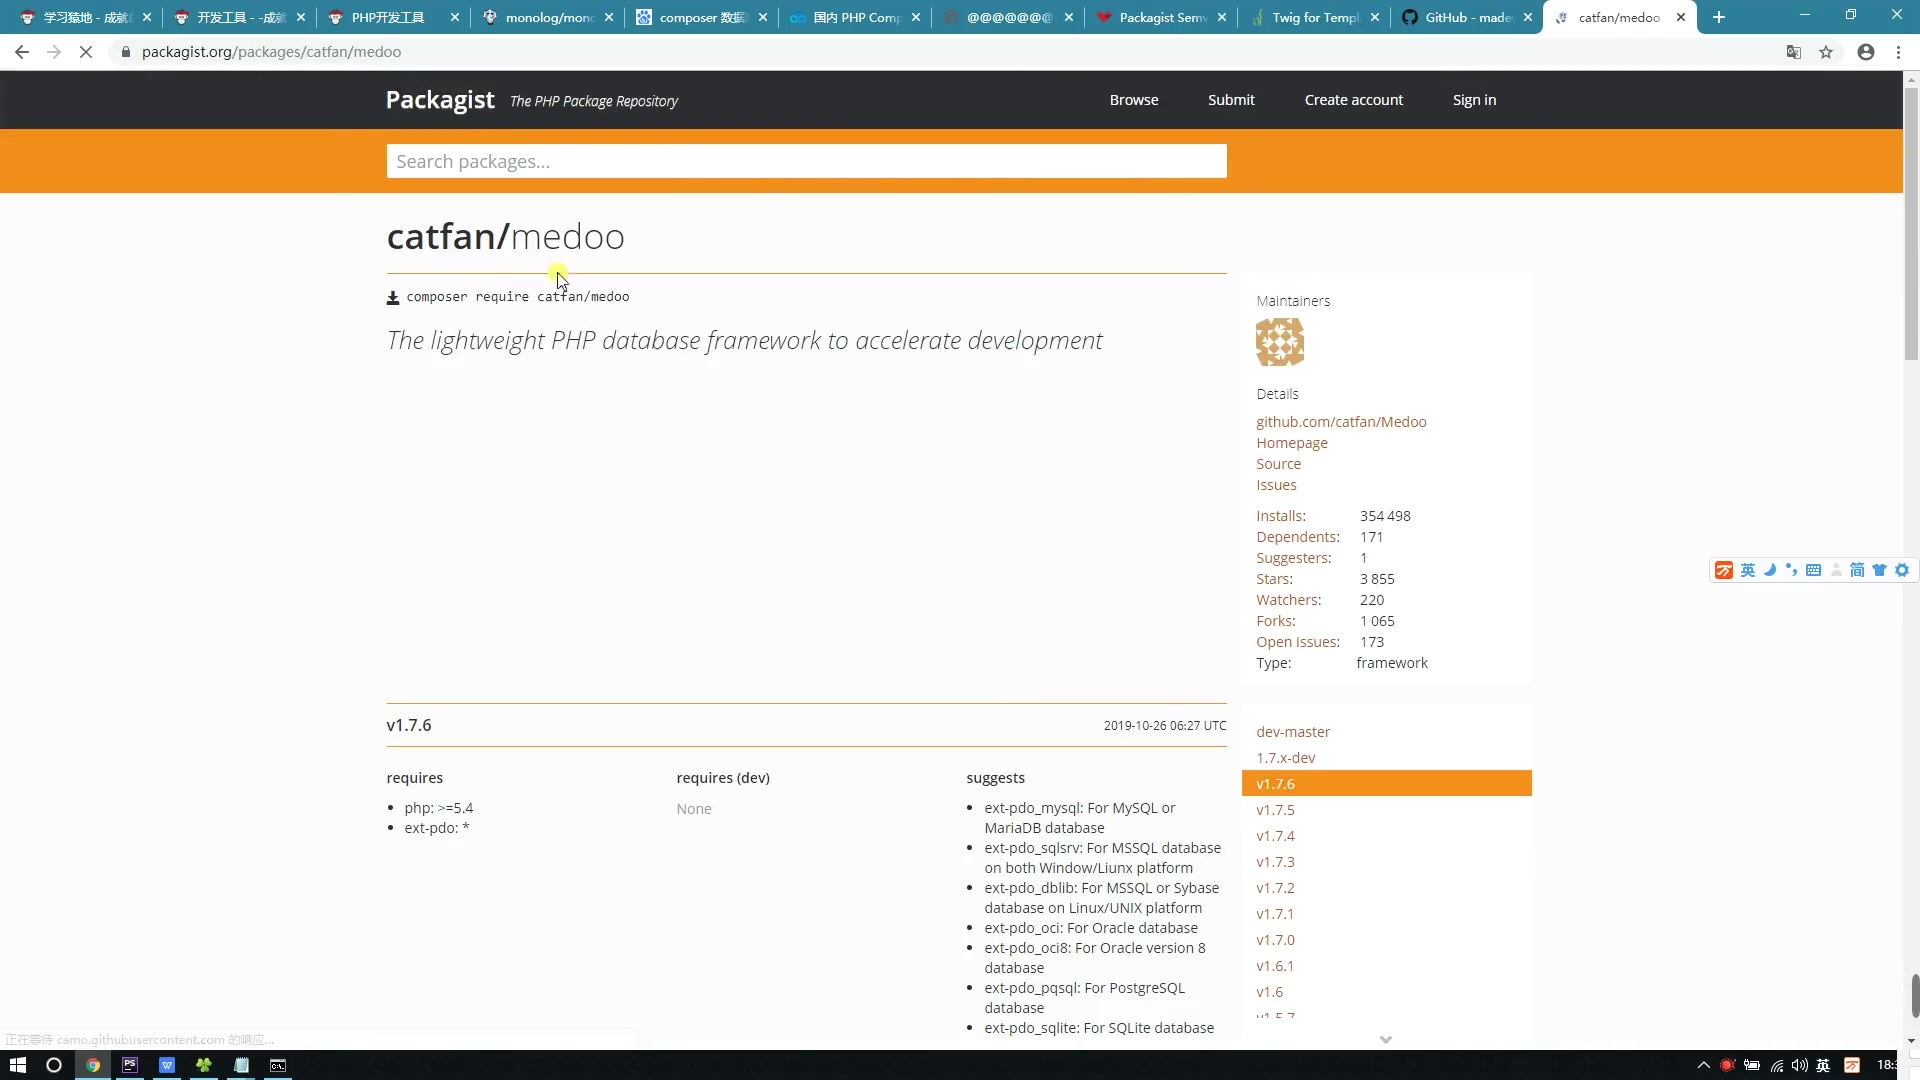 学习猿地 - 成就
开发工具 - -成就
PHP开发工具
monolog/mon
composer 数据
国内 PHP Comp
@@@@@@@
Packagist Sem
Twig for Templ
GitHub - made
catfan/medoo
packagist.org/packages/catfan/medoo
Packagist The PHP Package Repository
Browse
Submit
Create account
Sign in
Search packages...
catfan/medoo
composer require catfan/medoo
The lightweight PHP database framework to accelerate development
Maintainers
Details
github.com/catfan/Medoo
Homepage
Source
Issues
Installs: 354 498
Dependents: 171
Suggesters: 1
Stars: 3 855
Watchers: 220
Forks: 1 065
Open Issues: 173
Type: framework
v1.7.6
2019-10-26 06:27 UTC
requires
php: >=5.4
ext-pdo: *
requires (dev)
None
suggests
ext-pdo_mysql: For MySQL or
MariaDB database
ext-pdo_sqlsrv: For MSSQL database
on both Window/Liunx platform
ext-pdo_dblib: For MSSQL or Sybase
database on Linux/UNIX platform
ext-pdo_oci: For Oracle database
ext-pdo_oci8: For Oracle version 8
database
ext-pdo_pqsql: For PostgreSQL
database
ext-pdo_sqlite: For SQLite database
dev-master
1.7.x-dev
v1.7.6
v1.7.5
v1.7.4
v1.7.3
v1.7.2
v1.7.1
v1.7.0
v1.6.1
v1.6
v1.5.7
英
简
正在等待 camo.githubusercontent.com 的响应...
英
18: